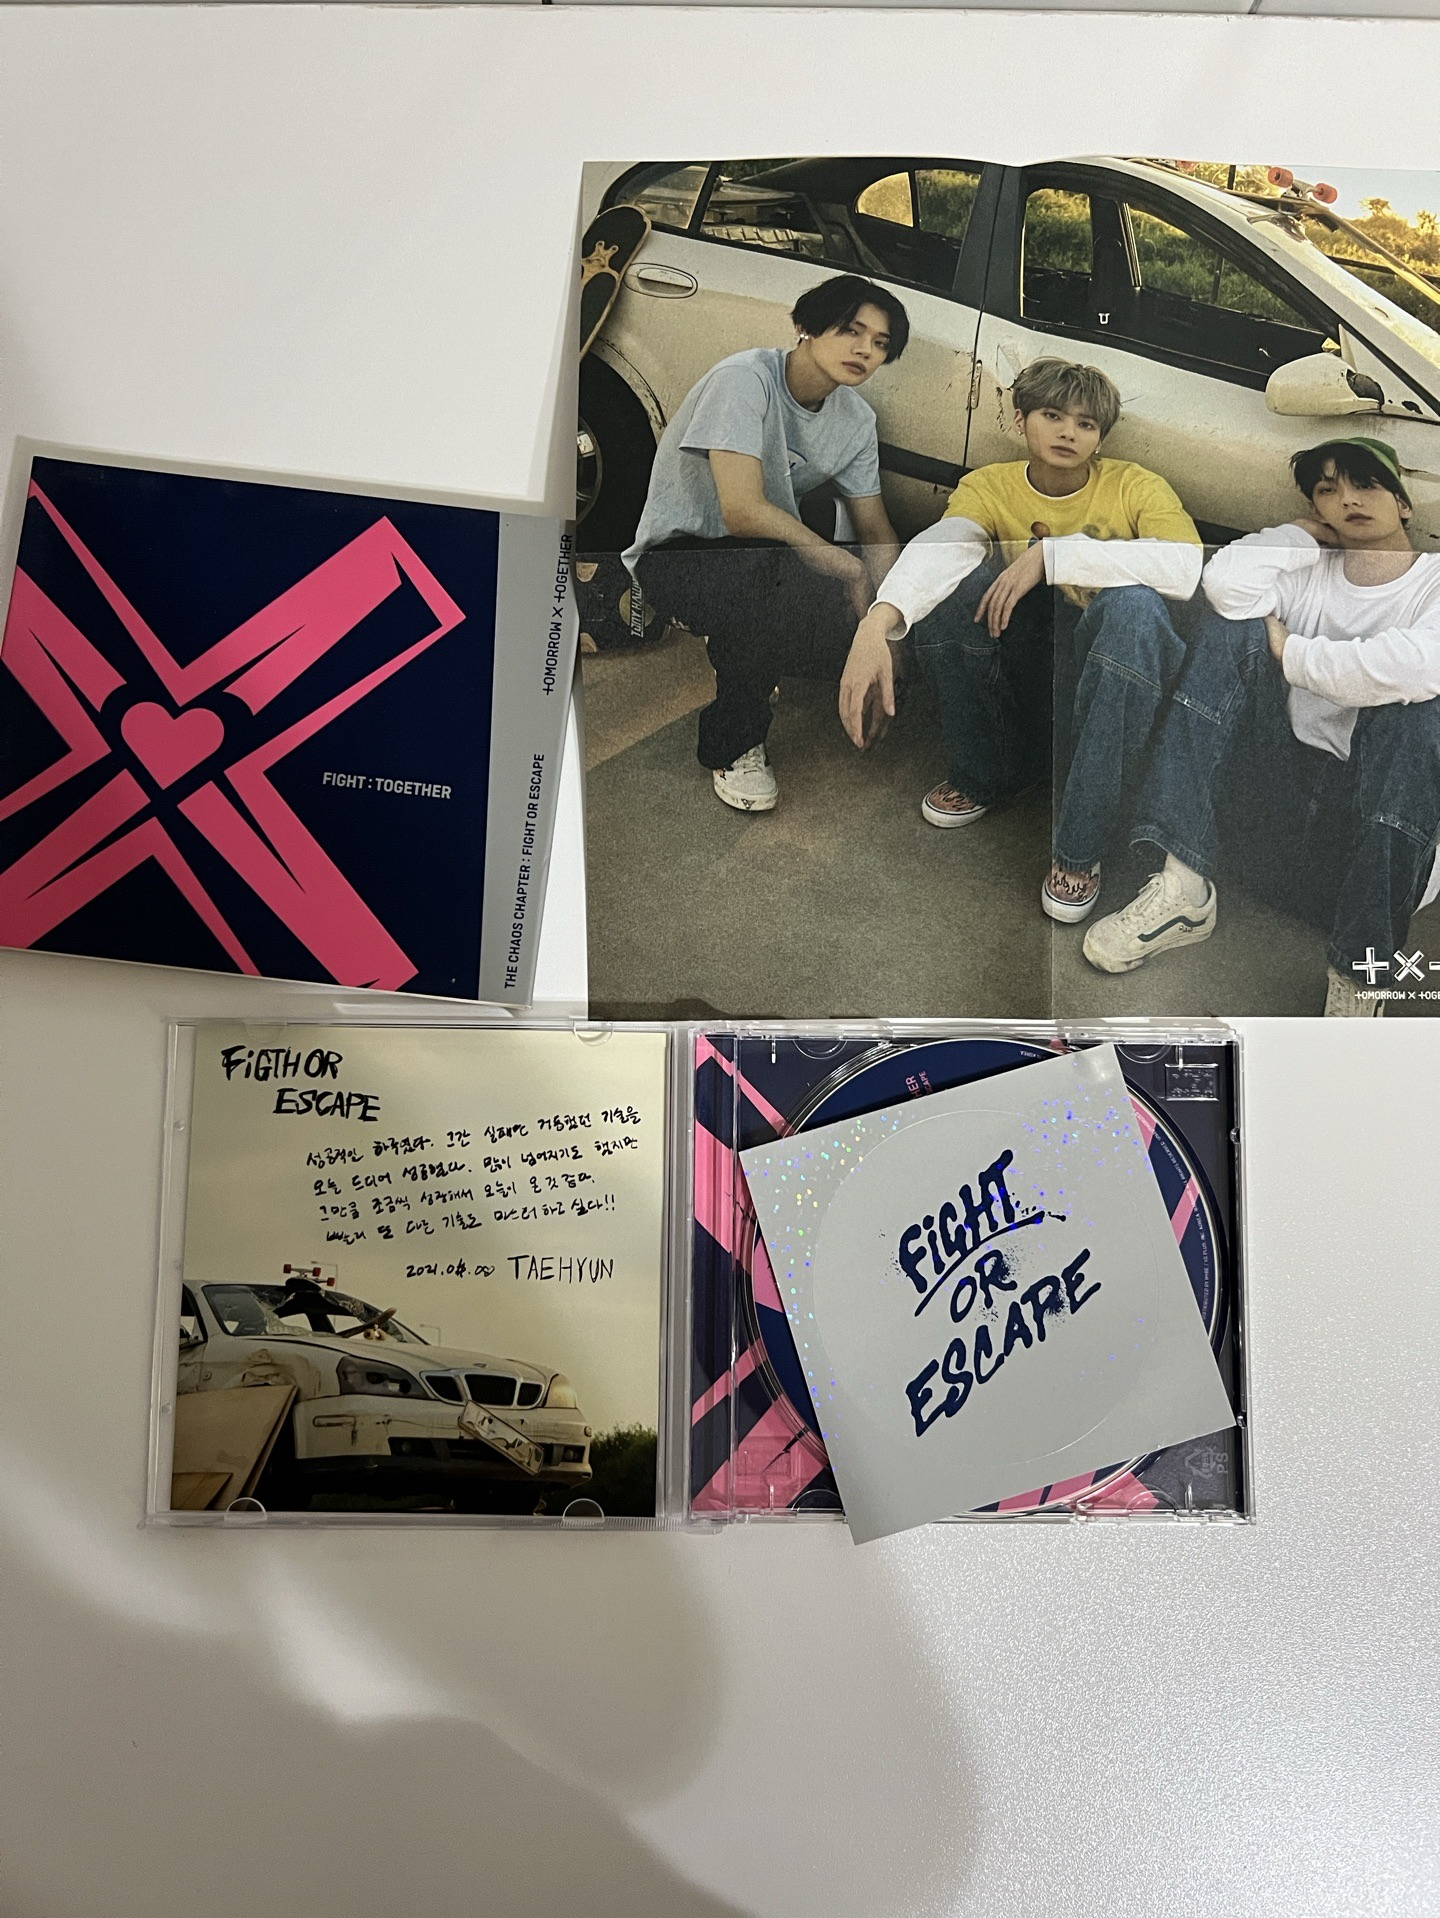 FIGHT : TOGETHER
TOMORROW X TOGETHER
THE CHAOS CHAPTER : FIGHT OR ESCAPE
TONY HAWK
TOMORROW X TOGE
FiGTH OR
ESCAPE
성공적인 하루였다. 그간 실패만 거듭했던 기술을
오늘 드디어 성공했다. 많이 넘어지기도 했지만
그만큼 조금씩 성장해서 오늘이 온 것 같다.
빨리 또 다른 기술도 마스터 하고 싶다!!
TAEHYUN
FiGHT
OR
ESCAPE
PS